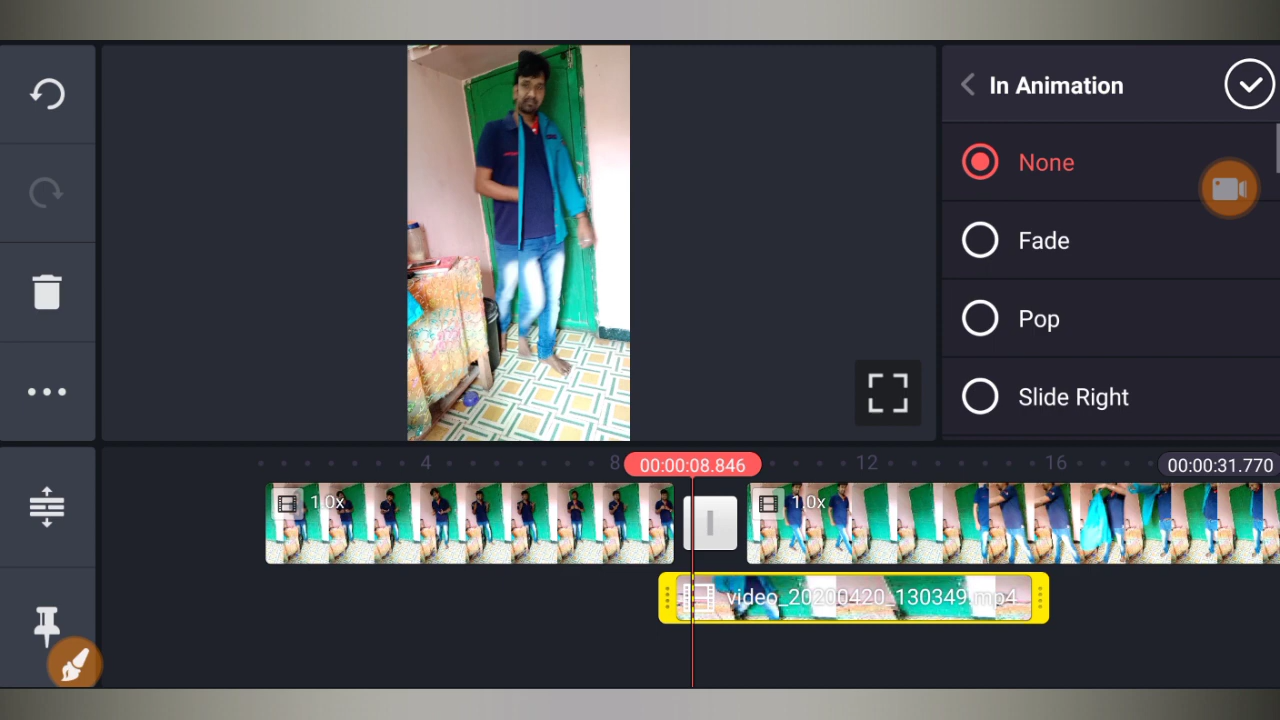 In Animation
None
Fade
Pop
Slide Right
4
8
00:00:08.846
12
16
00:00:31.770
1.0x
1.0x
video_20200420_130349.mp4